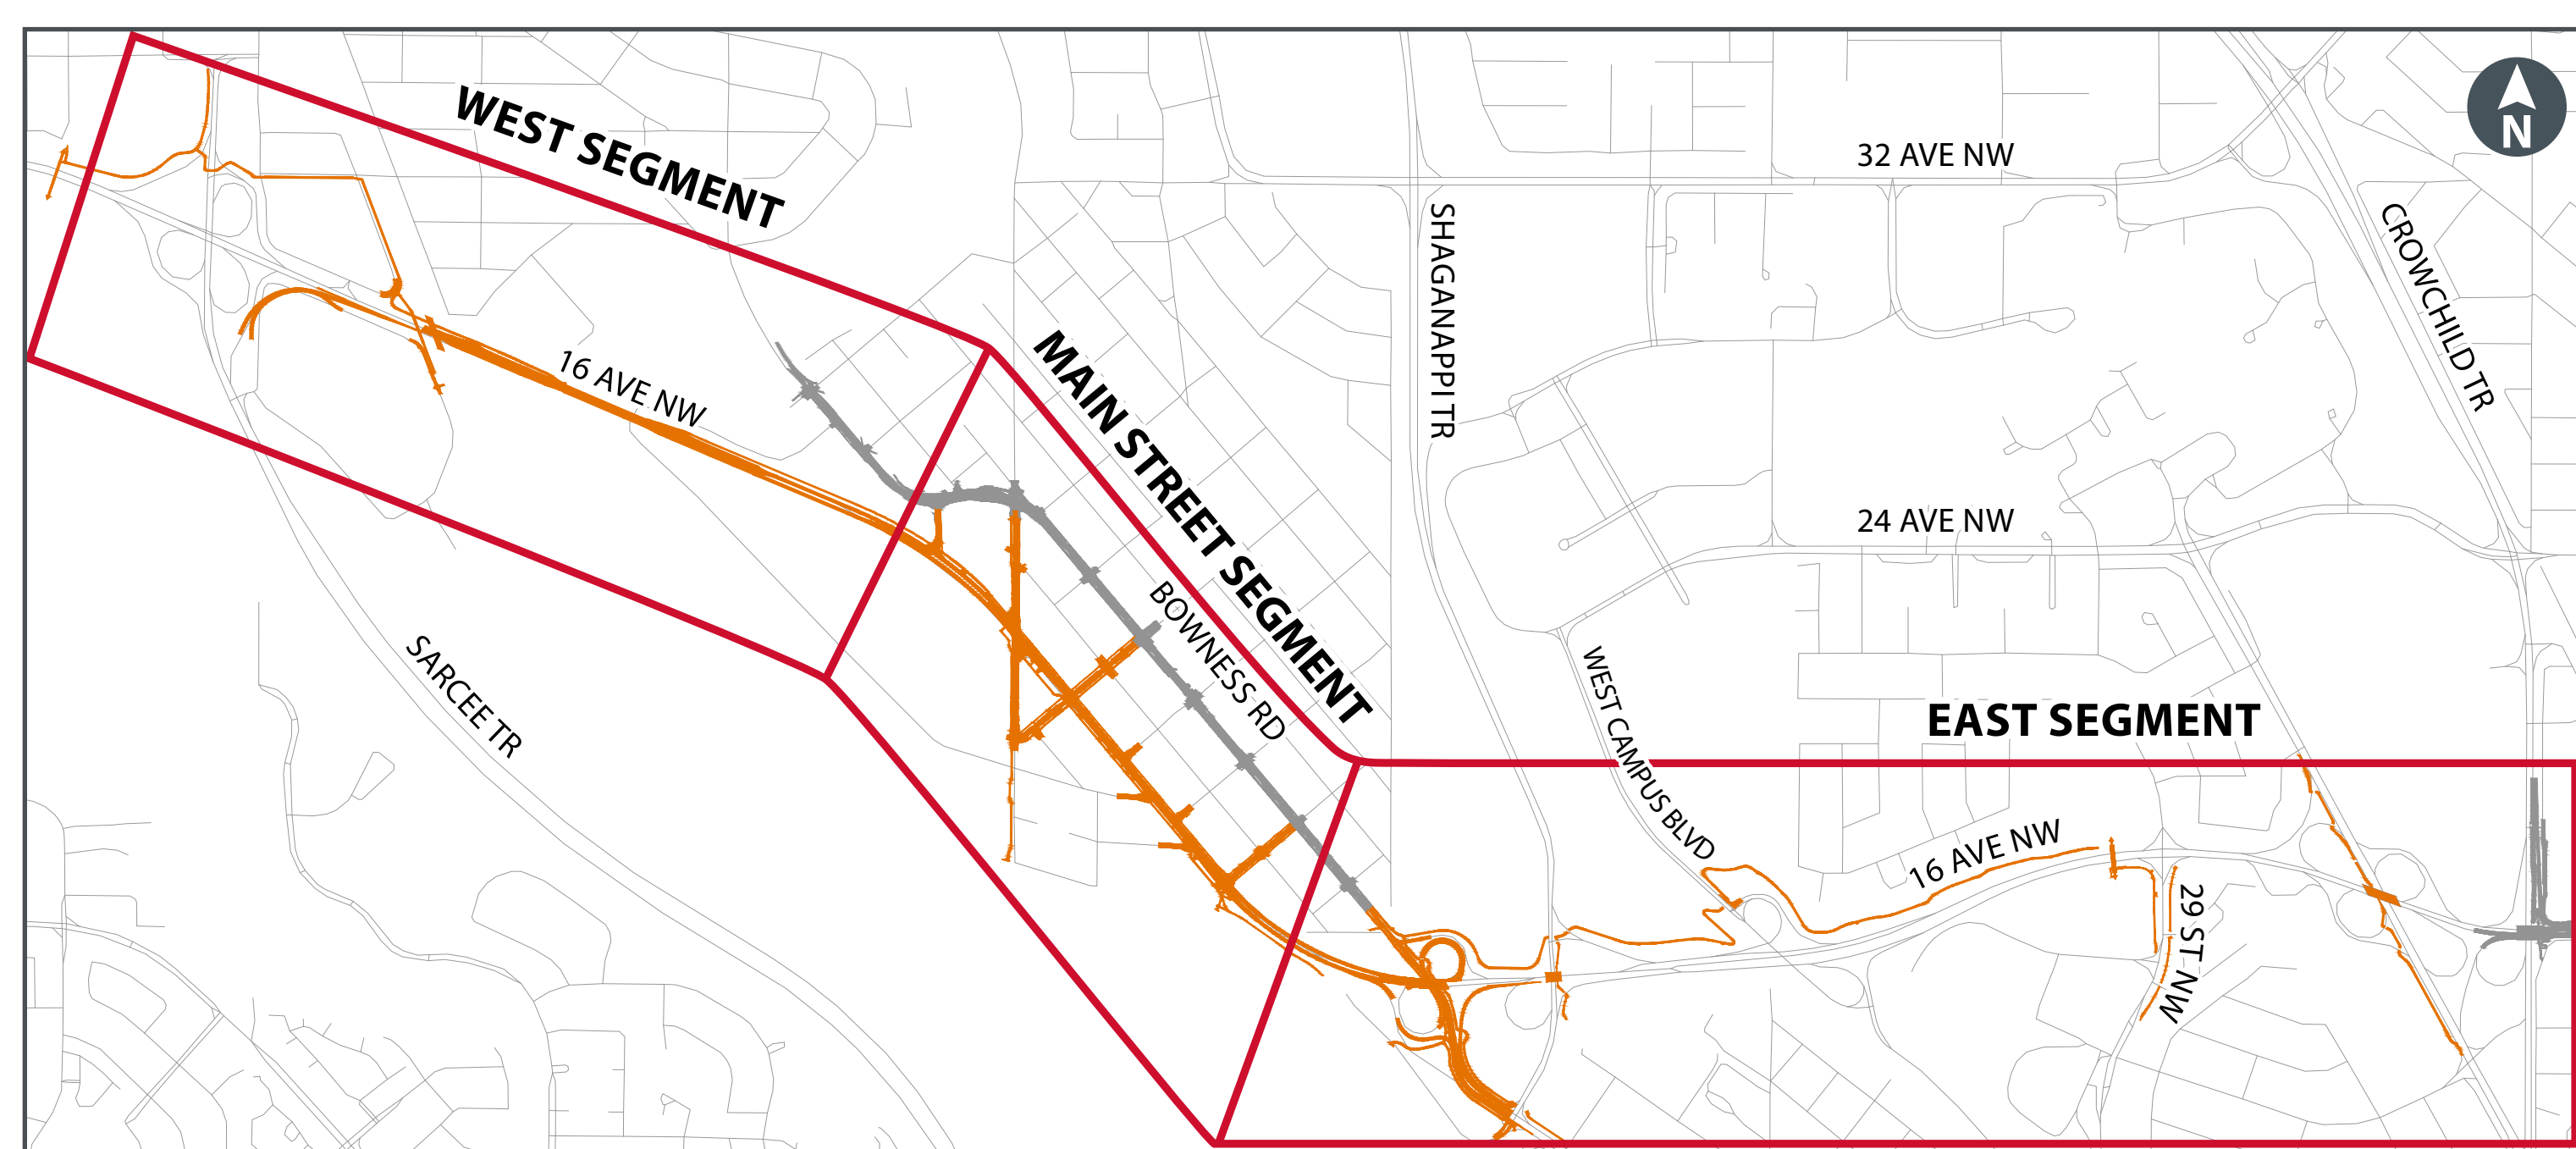 WEST SEGMENT
N
32 AVE NW
SHAGANAPPI TR
CROWCHILD TR
MAIN STREET SEGMENT
16 AVE NW
24 AVE NW
BOWNESS RD
SARCEE TR
WEST CAMPUS BLVD
EAST SEGMENT
16 AVE NW
29 ST NW